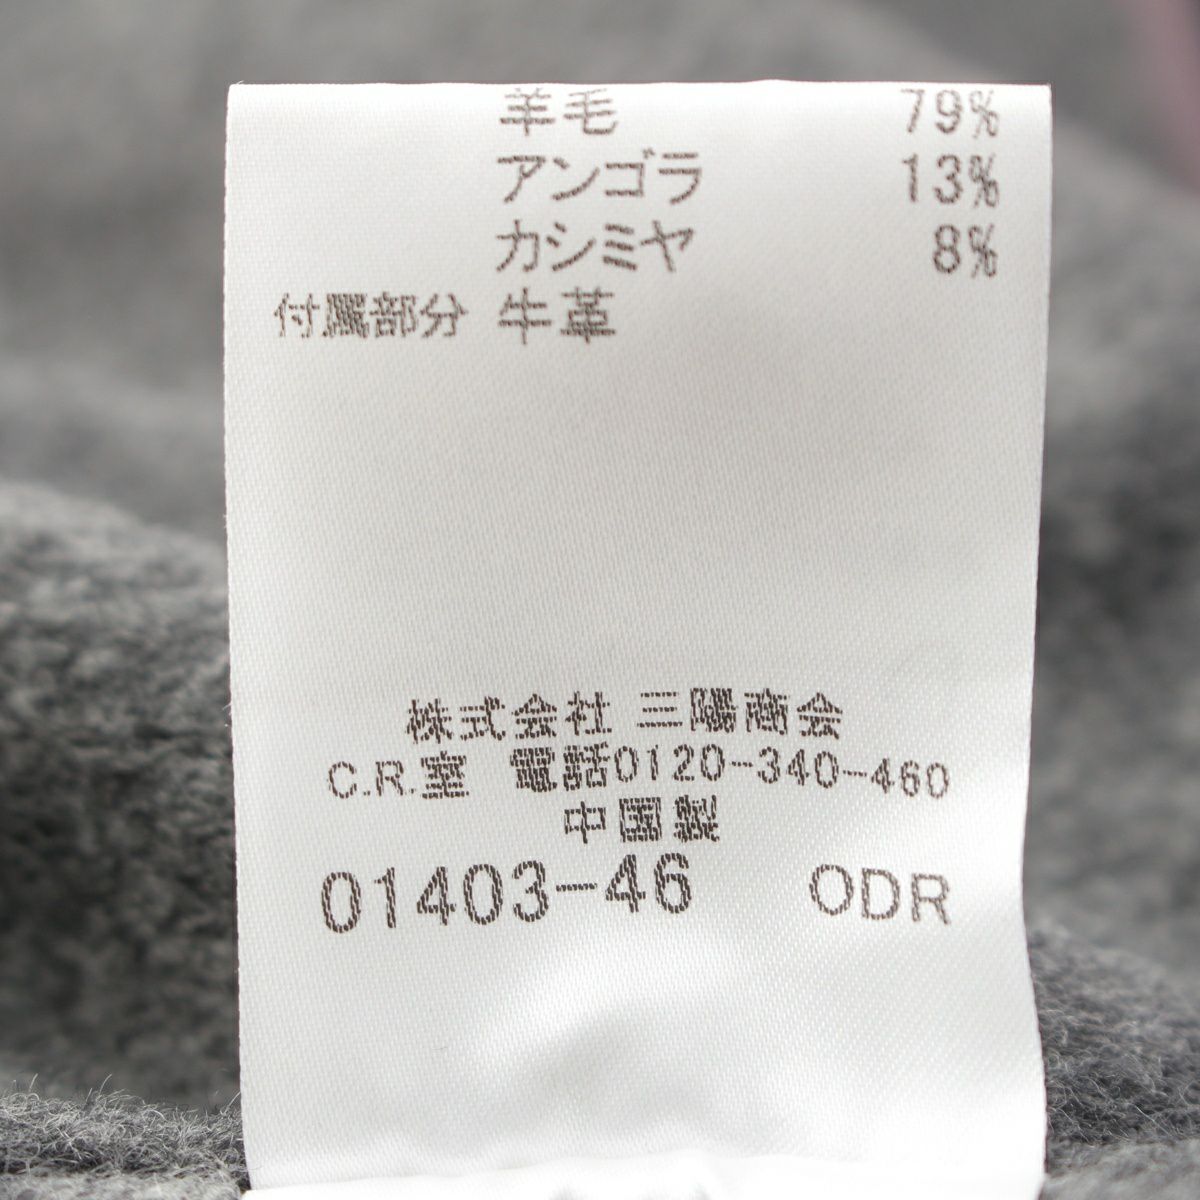 羊毛 79%
アンゴラ 13%
カシミヤ 8%
付属部分 牛革
株式会社 三陽商会
C.R.室 電話0120-340-460
中国製
01403-46 ODR